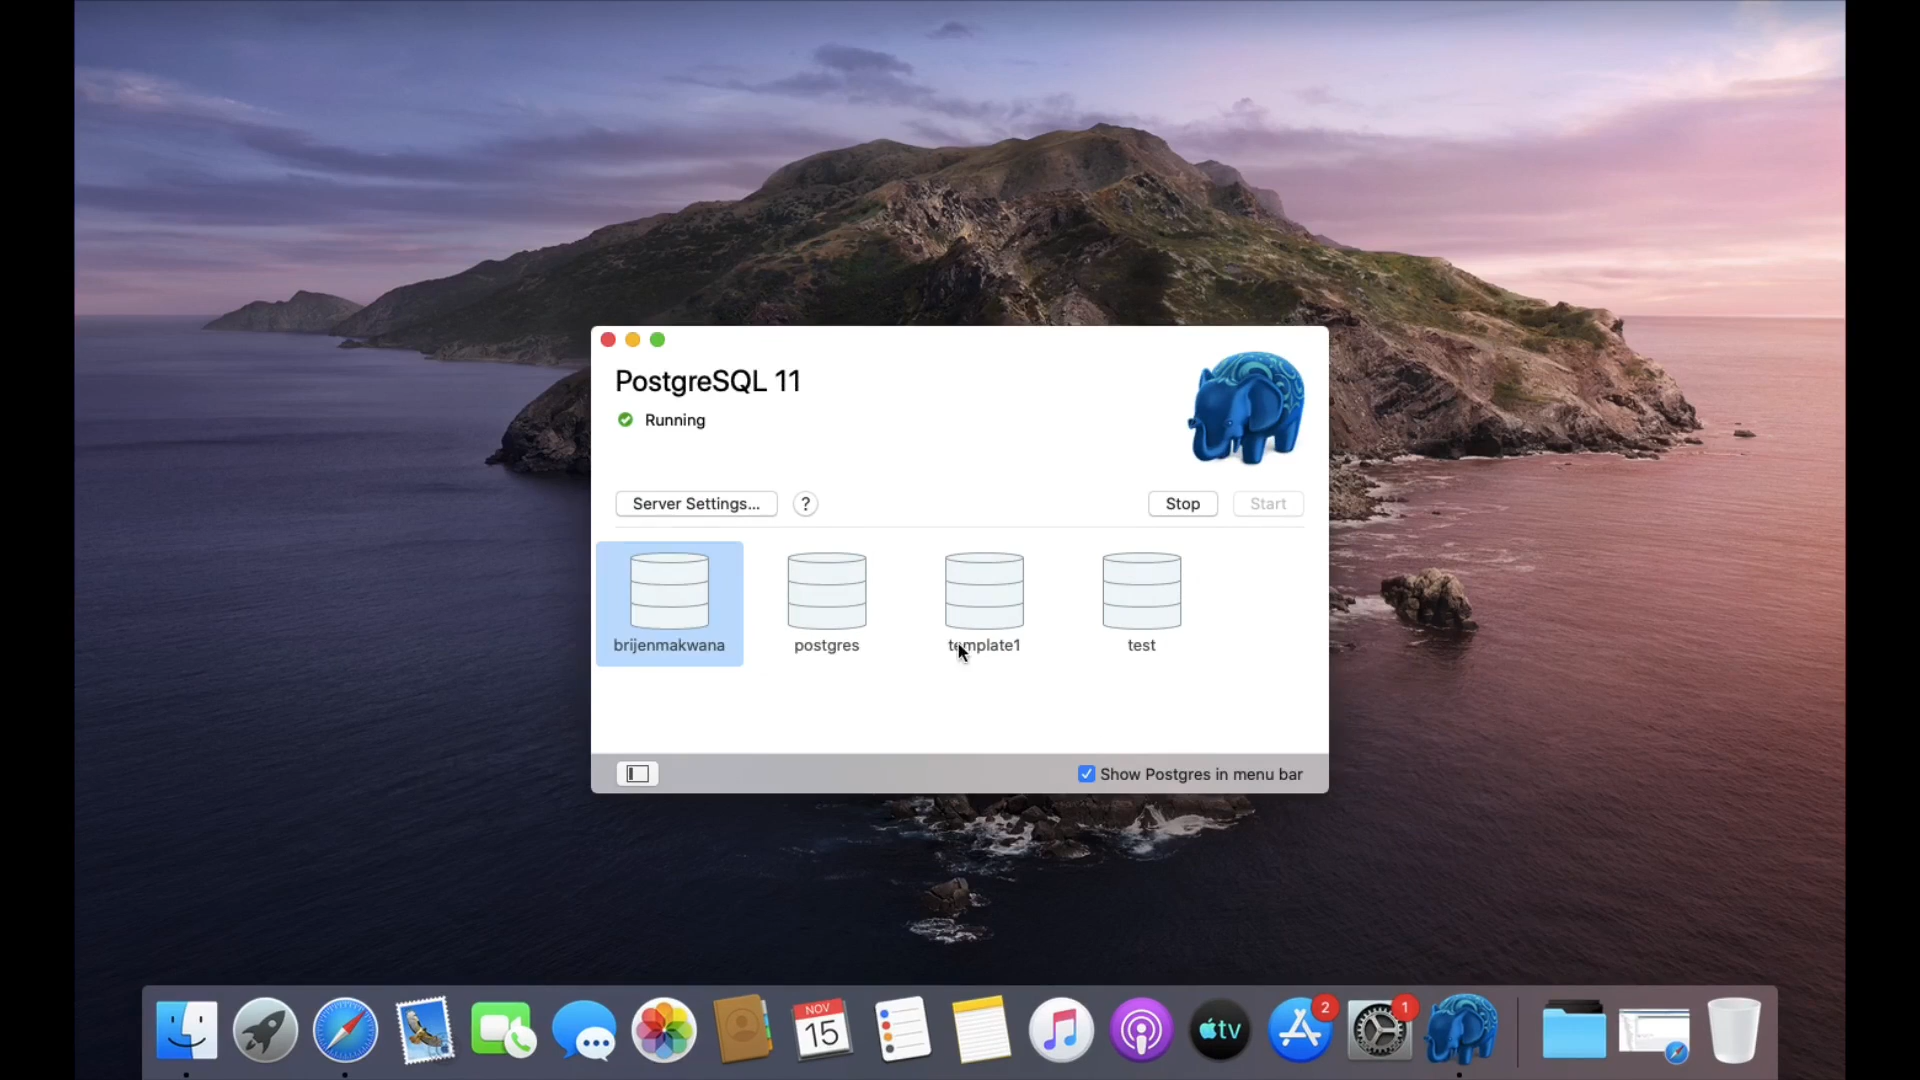 PostgreSQL 11
Running
Server Settings...
?
Stop
Start
brijenmakwana
postgres
template1
test
Show Postgres in menu bar
NOV
15
tv
2
1